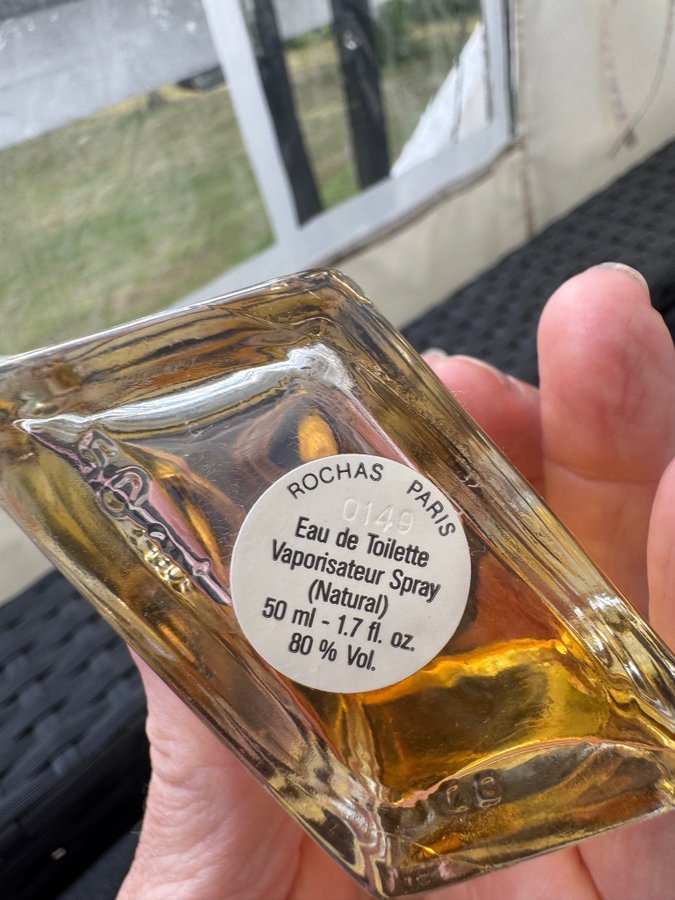 ROCHAS PARIS
0149
Eau de Toilette
Vaporisateur Spray
(Natural)
50 ml - 1.7 fl. oz.
80 % Vol.